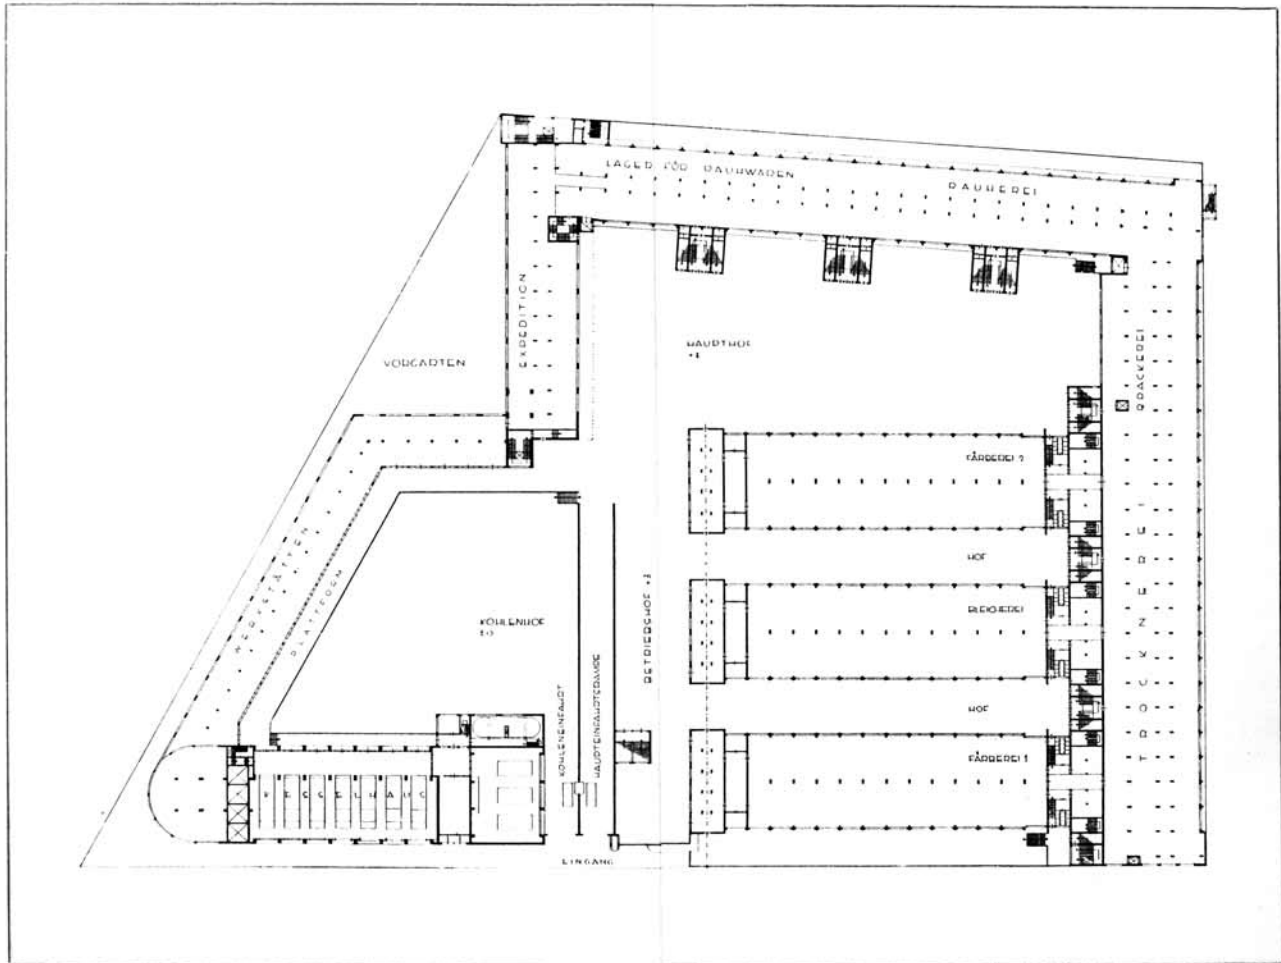 LAGER FÜR RAUHWAREN
RAUHEREI
EXPEDITION
HAUPTHOF
VORGARTEN
FÄRBEREI 2
HOF
WERKSTÄTTEN
PLATTFORM
BLEICHEREI
KOHLENHOF
±0
BETRIEBSHOF
KOHLENEINFAHRT
HAUPTEINFAHRTSRAMPE
HOF
TROCKNEREI
FÄRBEREI 1
KESSELHAUS
EINGANG